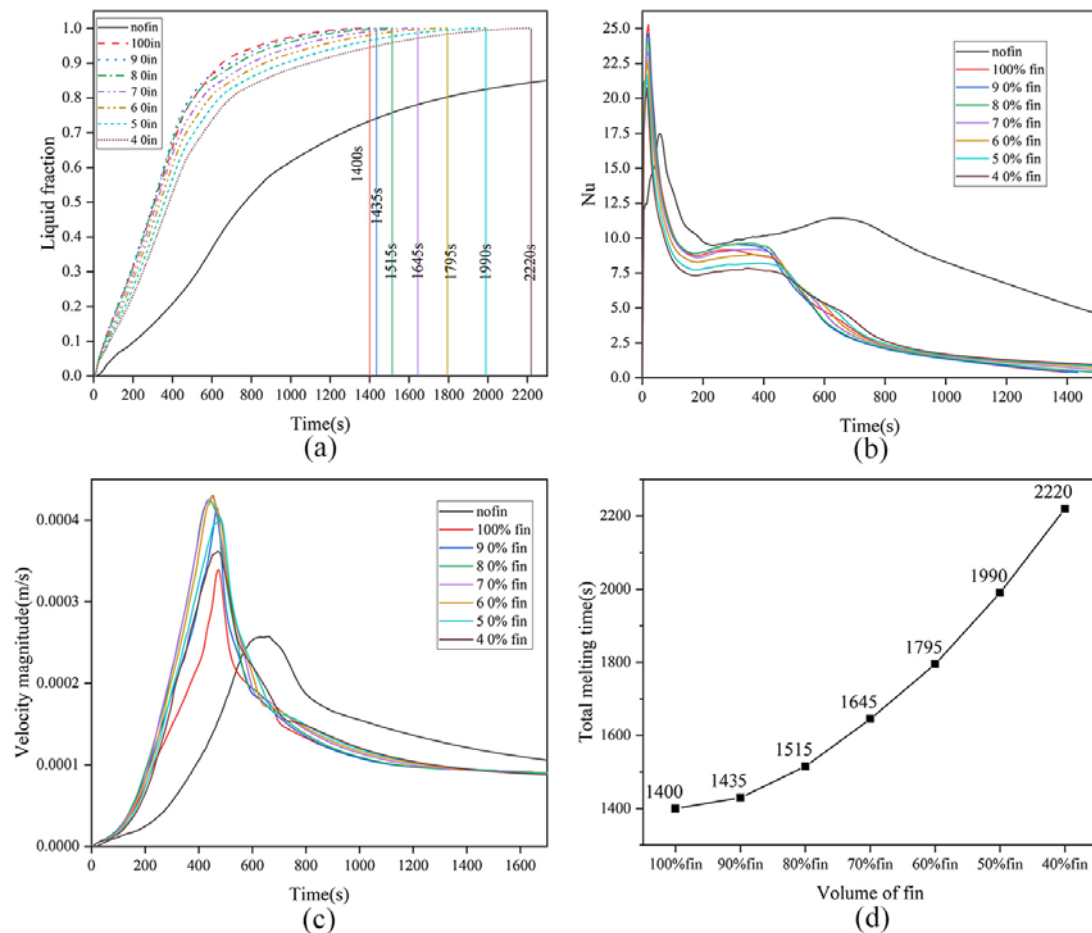 1.0
0.9
0.8
0.7
0.6
0.5
0.4
0.3
0.2
0.1
0.0
Liquid fraction
nofin
100in
9 0in
8 0in
7 0in
6 0in
5 0in
4 0in
1400s
1435s
1515s
1645s
1795s
1990s
2220s
0 200 400 600 800 1000 1200 1400 1600 1800 2000 2200
Time(s)
(a)
25.0
22.5
20.0
17.5
15.0
12.5
10.0
7.5
5.0
2.5
0.0
Nu
nofin
100% fin
9 0% fin
8 0% fin
7 0% fin
6 0% fin
5 0% fin
4 0% fin
0 200 400 600 800 1000 1200 1400
Time(s)
(b)
0.0004
0.0003
0.0002
0.0001
0.0000
Velocity magnitude(m/s)
nofin
100% fin
9 0% fin
8 0% fin
7 0% fin
6 0% fin
5 0% fin
4 0% fin
0 200 400 600 800 1000 1200 1400 1600
Time(s)
(c)
2200
2000
1800
1600
1400
Total melting time(s)
1400
1435
1515
1645
1795
1990
2220
100%fin 90%fin 80%fin 70%fin 60%fin 50%fin 40%fin
Volume of fin
(d)